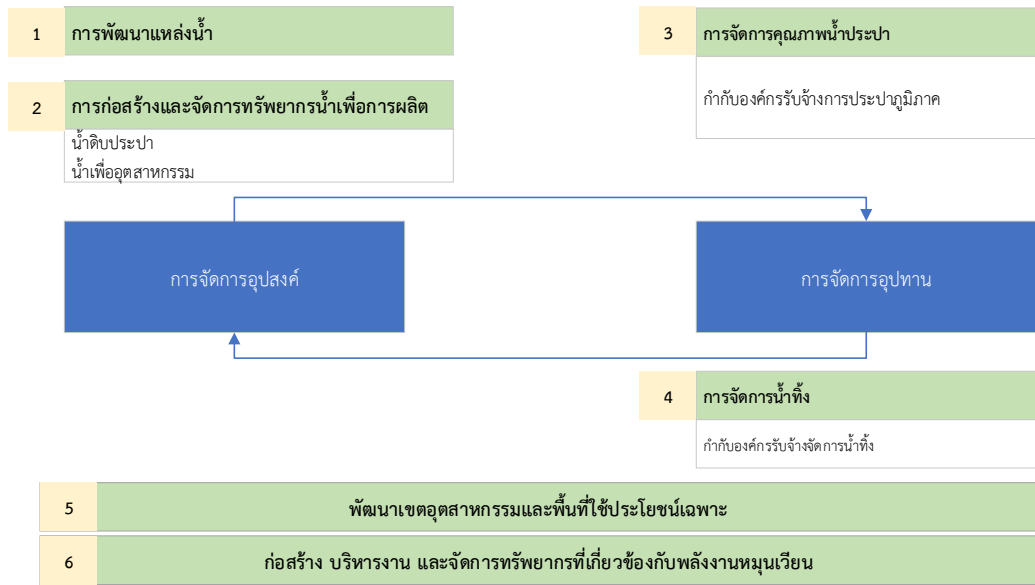 1 การพัฒนาแหล่งน้ำ
2 การก่อสร้างและจัดการทรัพยากรน้ำเพื่อการผลิต
น้ำดิบประปา
น้ำเพื่ออุตสาหกรรม
3 การจัดการคุณภาพน้ำประปา
กำกับองค์กรรับจ้างการประปาภูมิภาค
การจัดการอุปสงค์
การจัดการอุปทาน
4 การจัดการน้ำทิ้ง
กำกับองค์กรรับจ้างจัดการน้ำทิ้ง
5 พัฒนาเขตอุตสาหกรรมและพื้นที่ใช้ประโยชน์เฉพาะ
6 ก่อสร้าง บริหารงาน และจัดการทรัพยากรที่เกี่ยวข้องกับพลังงานหมุนเวียน